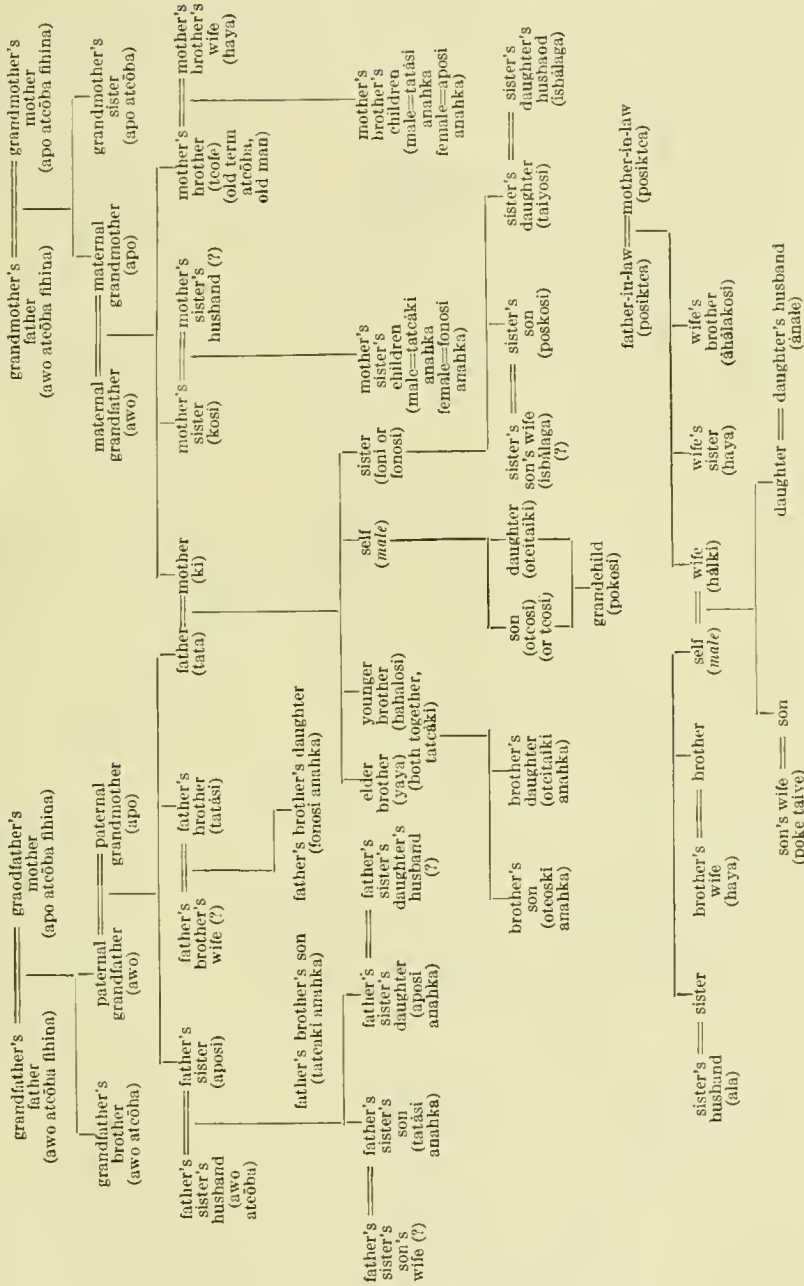 grandfather's
father
(awo atcōba fihina)
graodfather's
mother
(apo atcōba fihina)
grandmother's
father
(awo atcōba fihina)
grandmother's
mother
(apo atcōba fihina)
grandfather's
brother
(awo atcōba)
paternal
grandfather
(awo)
paternal
grandmother
(apo)
maternal
grandfather
(awo)
maternal
grandmother
(apo)
grandmother's
sister
(apo atcōba)
father's
sister's
husband
(awo
atcōba)
father's
sister
(aposi)
father's
brother's
wife (?)
father's
brother
(tatási)
father
(tata)
mother
(ki)
mother's
sister
(kosi)
mother's
sister's
husband (?)
mother's
brother
(tcofe)
(old term
atcōba,
old man)
mother's
brother's
wife
(haya)
father's brother's son
(tatcaki anahka)
father's brother's daughter
(fonosi anahka)
father's
sister's
son's
wife (?)
father's
sister's
son
(tatási
anahka)
father's
sister's
daughter
(aposi
anahka)
father's
sister's
daughter's
husband
(?)
elder
brother
(yaya)
younger
brother
(bahalosi)
(both together,
tatcáki)
self
(male)
sister
(foni or
fonosi)
mother's
sister's
children
(male=tatcáki
anahka
female=fonosi
anahka)
mother's
brother's
children
(male=tatási
anahka
female=aposi
anahka)
brother's
son
(otcoski
anahka)
brother's
daughter
(otcitaiki
anahka)
son
(otcosi)
(or tcosi)
daughter
(otcitaiki)
sister's
son's wife
(isbálaga)
(?)
sister's
son
(poskosi)
sister's
daughter
(taiyosi)
sister's
daughter's
husbaod
(isbálaga)
grandchild
(pokosi)
father-in-law
(posiktca)
mother-in-law
(posiktca)
sister's
husband
(ala)
sister
brother's
wife
(haya)
brother
self
(male)
wife
(hálki)
wife's
sister
(haya)
wife's
brother
(áhálakosi)
son's wife
(poke taive)
son
daughter
daughter's husband
(ánałe)